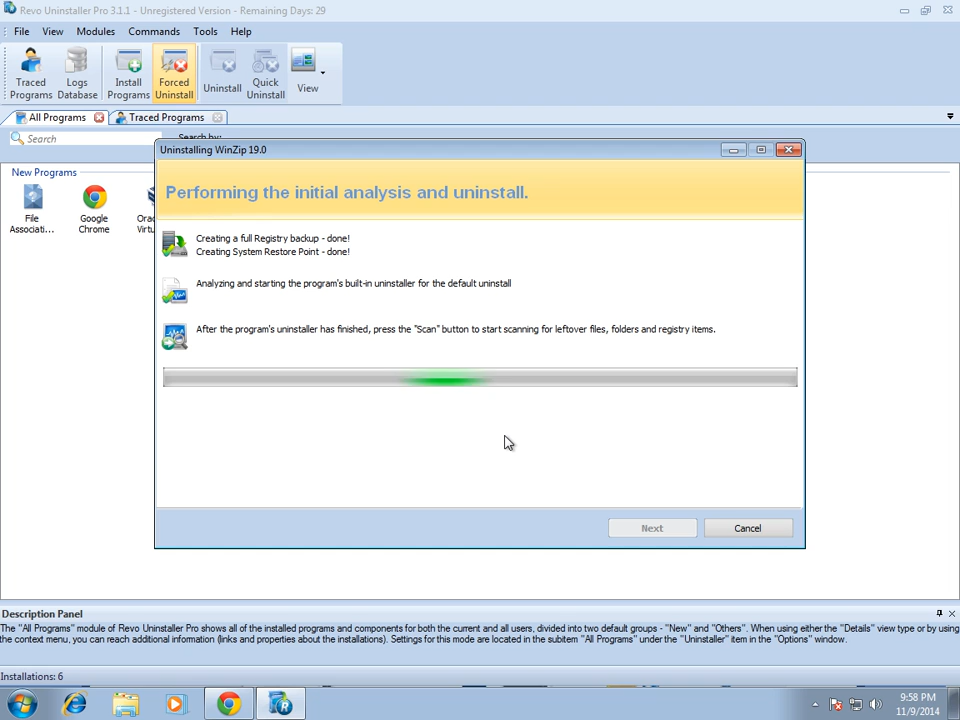 Revo Uninstaller Pro 3.1.1 - Unregistered Version - Remaining Days: 29
File View Modules Commands Tools Help
Traced Programs
Logs Database
Install Programs
Forced Uninstall
Uninstall
Quick Uninstall
View
All Programs
Traced Programs
Search
Search by:
New Programs
File Associati...
Google Chrome
Uninstalling WinZip 19.0
Performing the initial analysis and uninstall.
Creating a full Registry backup - done!
Creating System Restore Point - done!
Analyzing and starting the program's built-in uninstaller for the default uninstall
After the program's uninstaller has finished, press the "Scan" button to start scanning for leftover files, folders and registry items.
Next
Cancel
Description Panel
The "All Programs" module of Revo Uninstaller Pro shows all of the installed programs and components for both the current and all users, divided into two default groups - "New" and "Others". When using either the "Details" view type or by using
the context menu, you can reach additional information (links and properties about the installations). Settings for this mode are located in the subitem "All Programs" under the "Uninstaller" item in the "Options" window.
Installations: 6
9:58 PM
11/9/2014